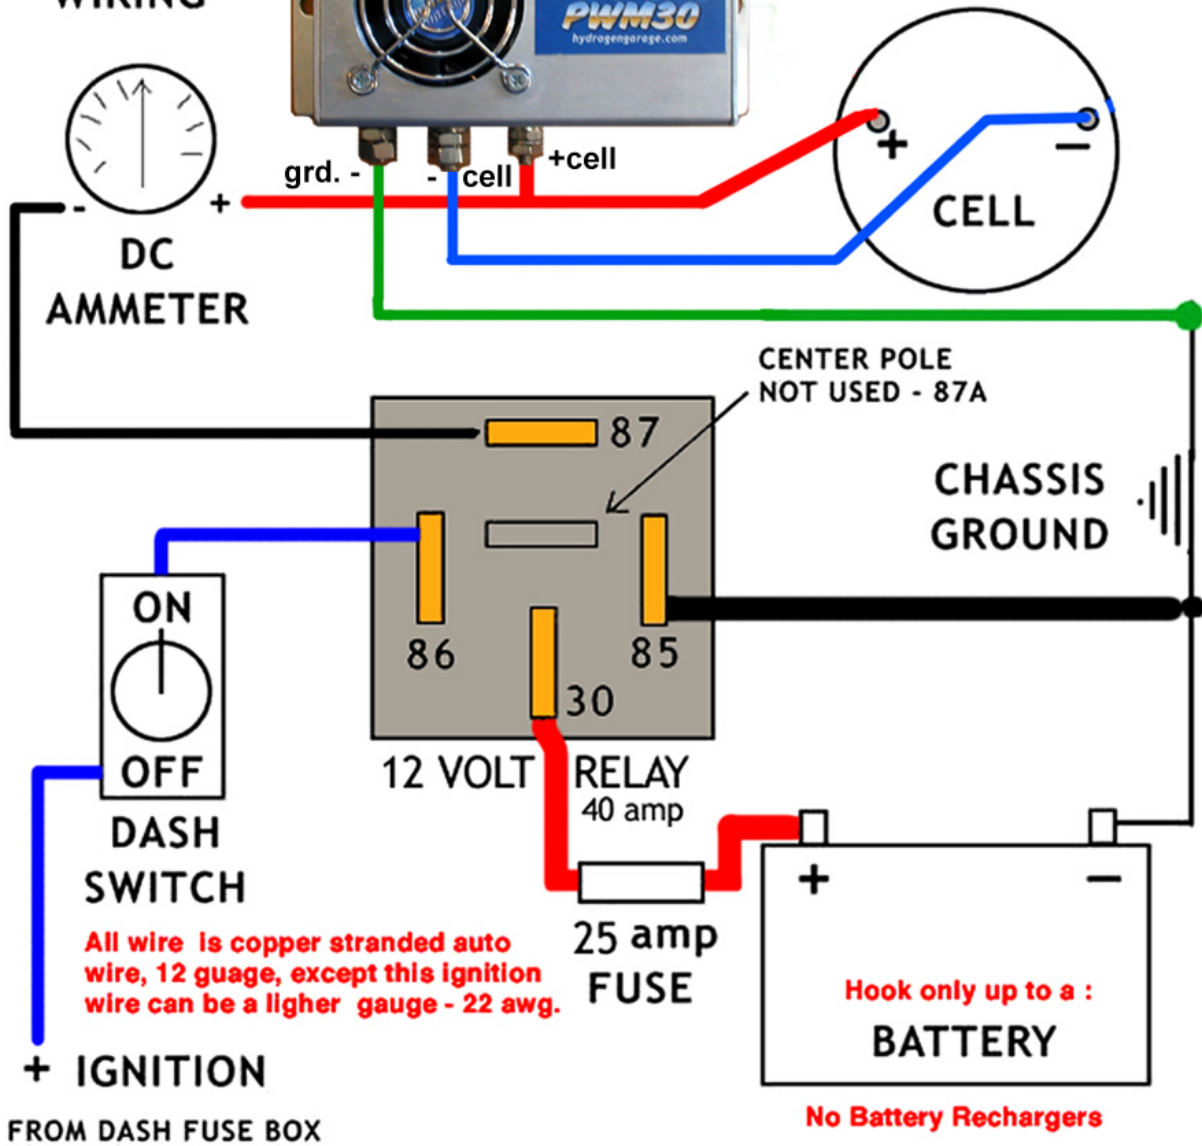 WIRING
PWM30
hydrogengarage.com
grd. -
- cell
+cell
+
-
CELL
- +
DC
AMMETER
CENTER POLE
NOT USED - 87A
87
CHASSIS
GROUND
ON
OFF
86
85
30
12 VOLT RELAY
40 amp
DASH
SWITCH
+
-
25 amp
FUSE
All wire is copper stranded auto
wire, 12 guage, except this ignition
wire can be a ligher gauge - 22 awg.
Hook only up to a :
BATTERY
+ IGNITION
FROM DASH FUSE BOX
No Battery Rechargers